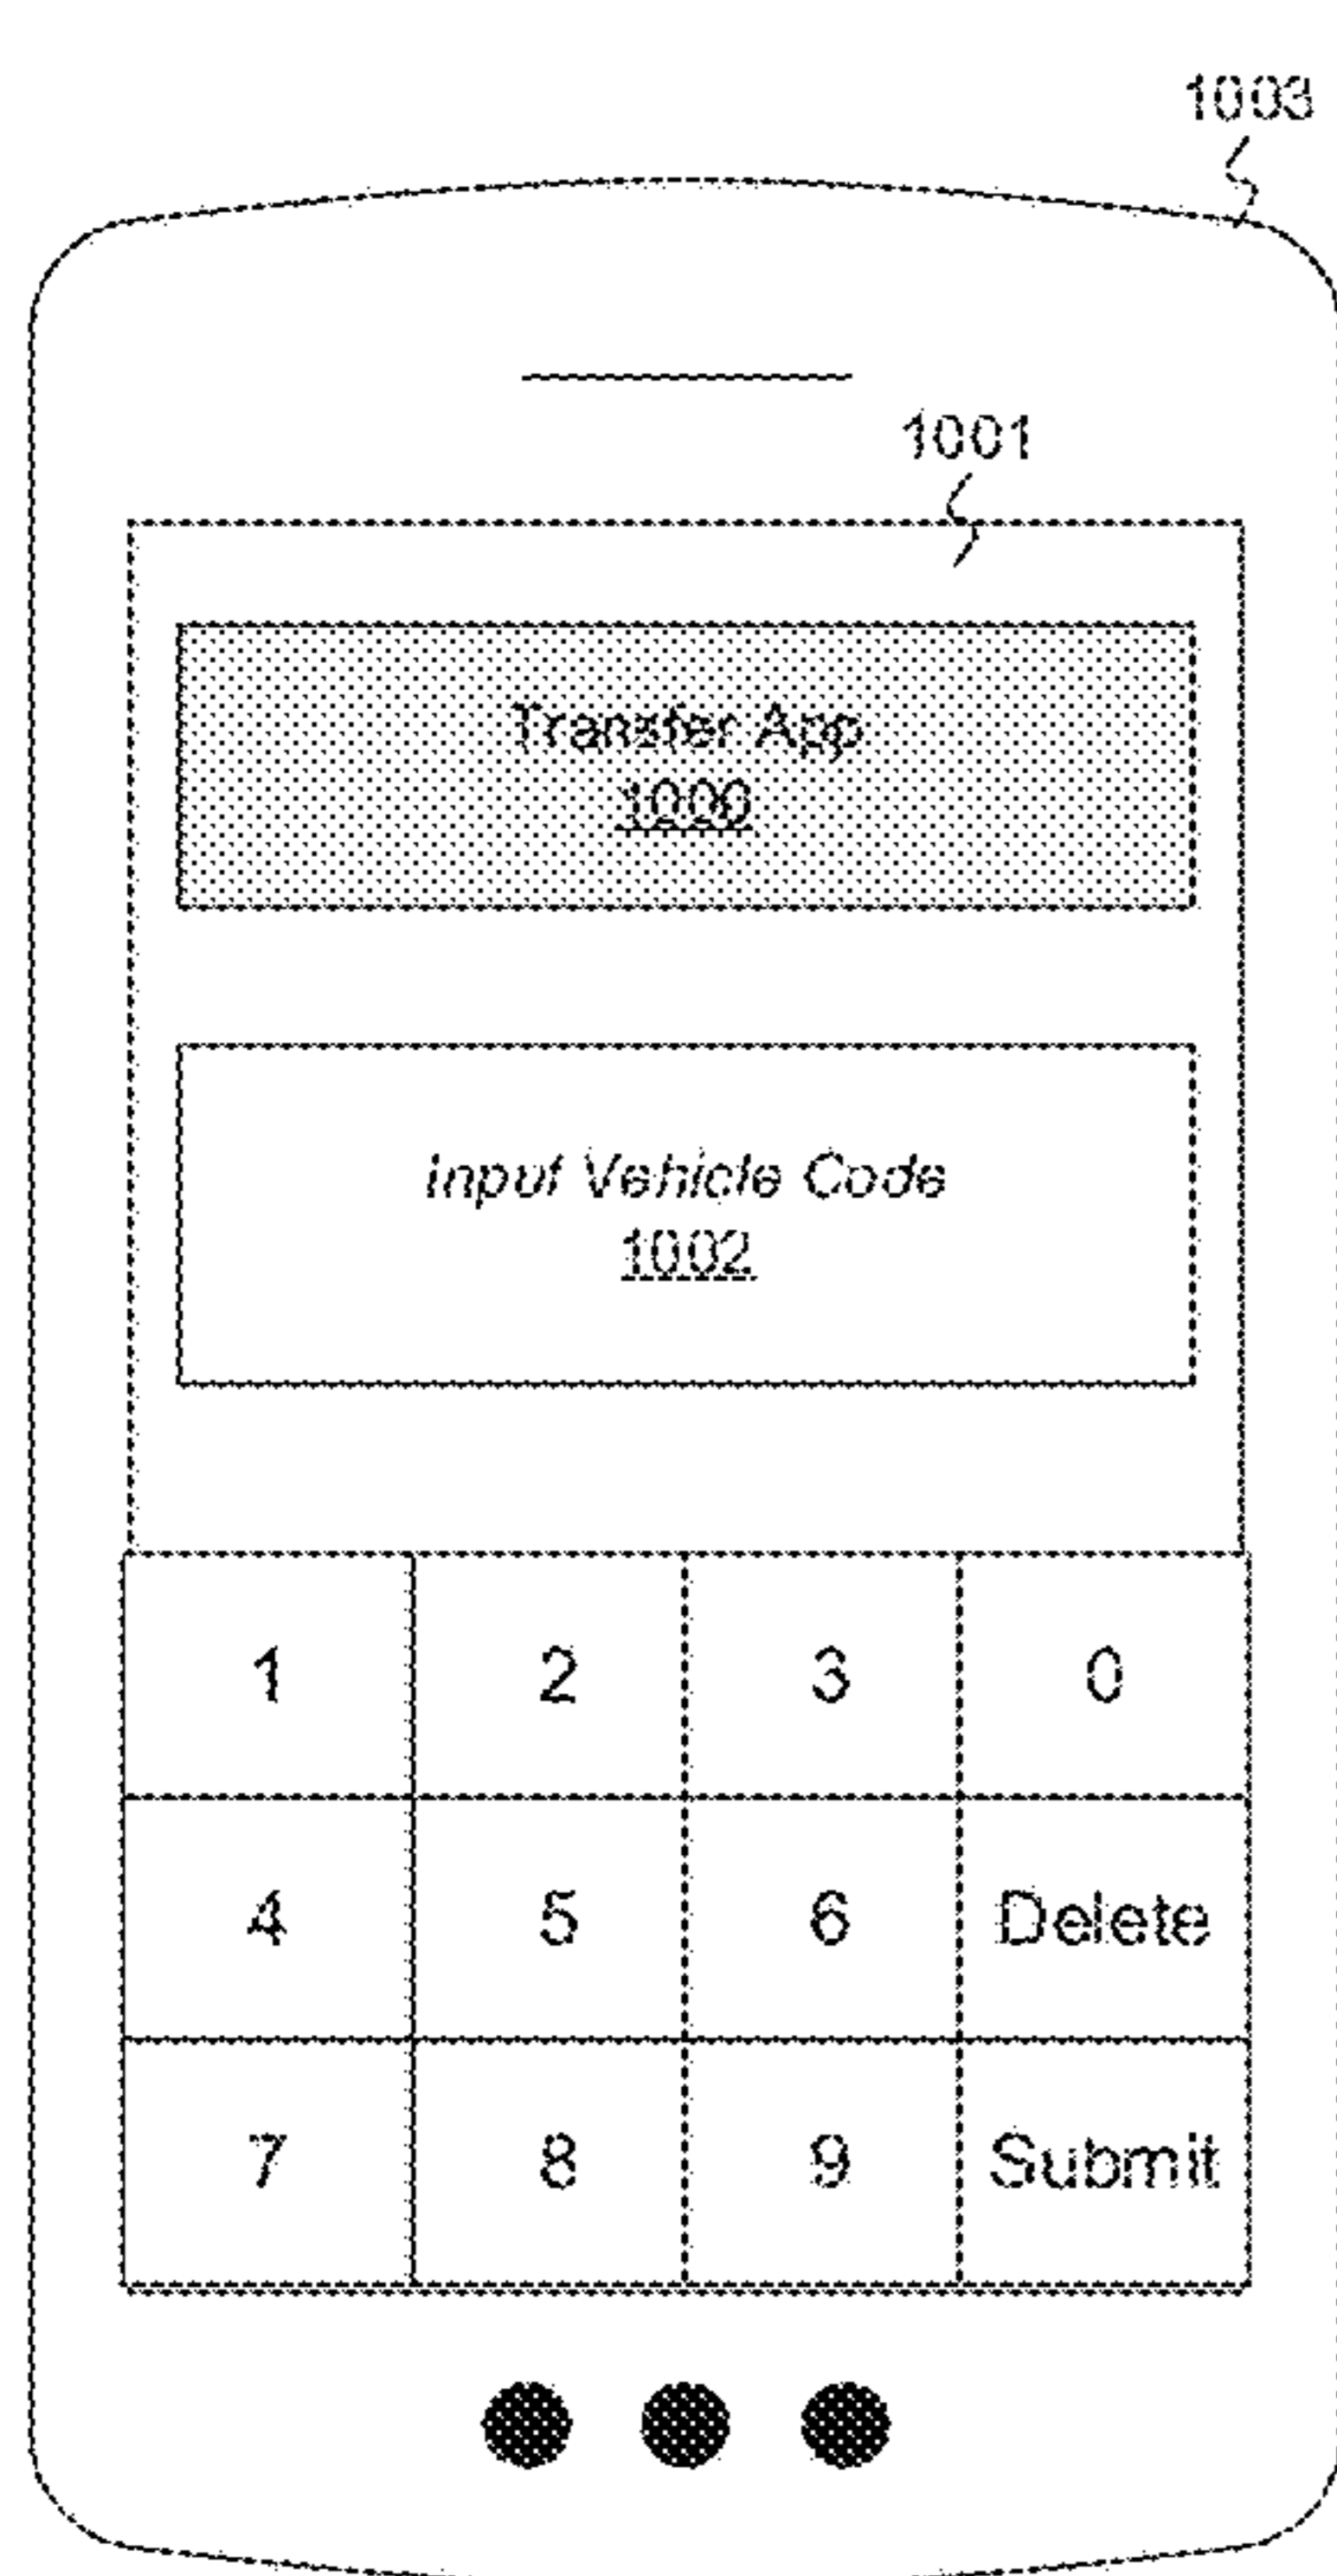 1003
1001
Transfer App
1000
Input Vehicle Code
1002
1 2 3 0
4 5 6 Delete
7 8 9 Submit